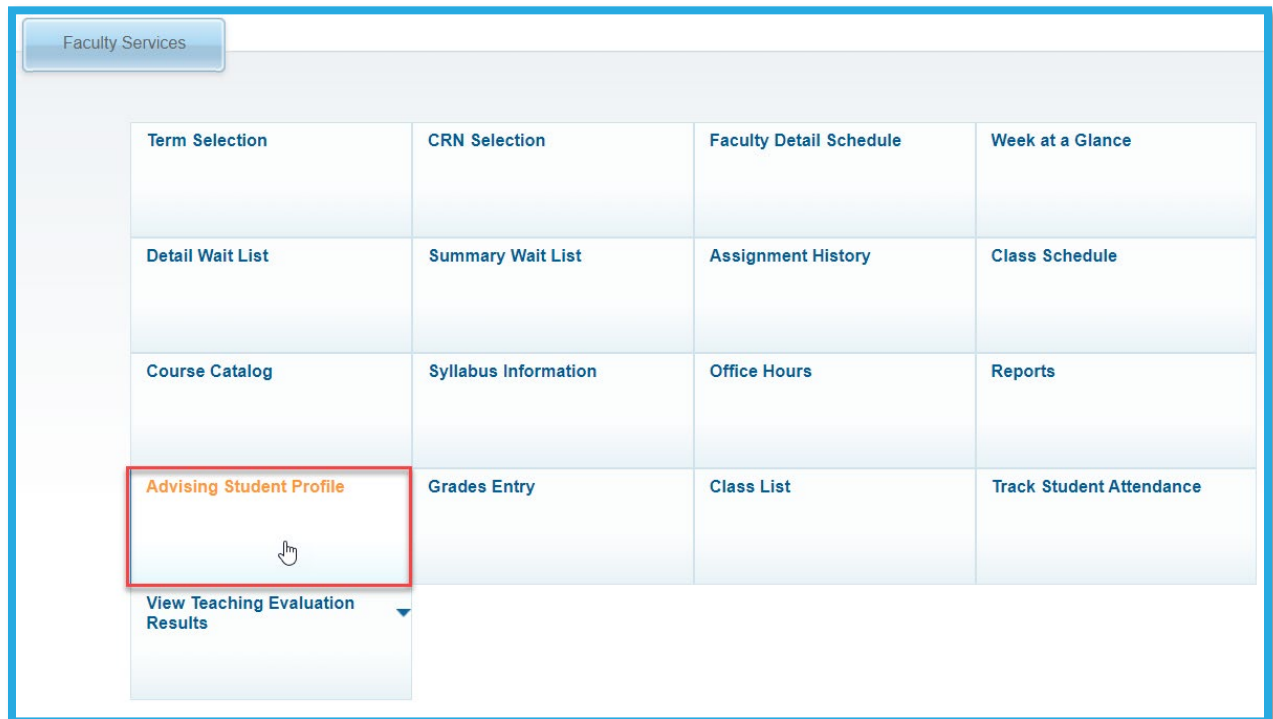 Faculty Services
Term Selection
CRN Selection
Faculty Detail Schedule
Week at a Glance
Detail Wait List
Summary Wait List
Assignment History
Class Schedule
Course Catalog
Syllabus Information
Office Hours
Reports
Advising Student Profile
Grades Entry
Class List
Track Student Attendance
View Teaching Evaluation
Results